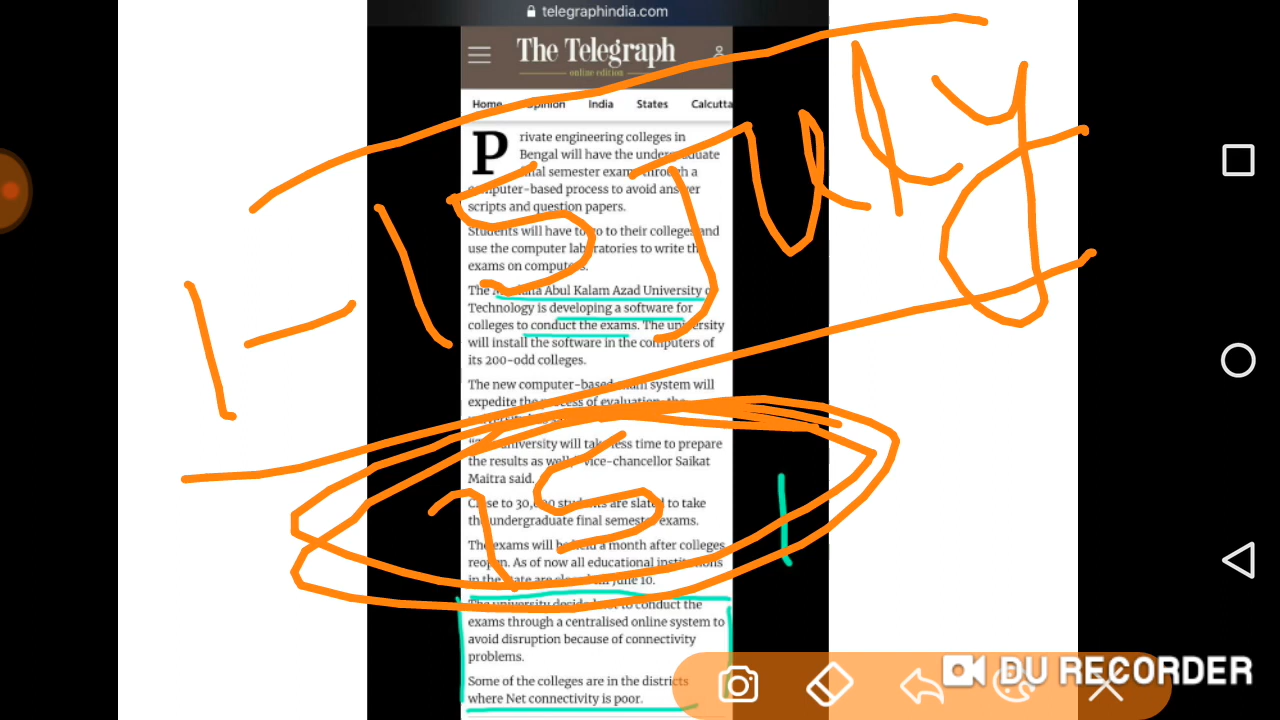 telegraphindia.com
The Telegraph
online edition
Home Opinion India States Calcutta
Private engineering colleges in
Bengal will have the undergraduate
final semester exams through a
computer-based process to avoid answer
scripts and question papers.
Students will have to go to their colleges and
use the computer laboratories to write the
exams on computers.
The Maulana Abul Kalam Azad University of
Technology is developing a software for
colleges to conduct the exams. The university
will install the software in the computers of
its 200-odd colleges.
The new computer-based exam system will
expedite the process of evaluation, the
"The university will take less time to prepare
the results as well," vice-chancellor Saikat
Maitra said.
Close to 30,000 students are slated to take
the undergraduate final semester exams.
The exams will be held a month after colleges
reopen. As of now all educational institutions
in the state are closed till June 10.
The university decided not to conduct the
exams through a centralised online system to
avoid disruption because of connectivity
problems.
Some of the colleges are in the districts
where Net connectivity is poor.
1 - 15 July
15
DU RECORDER